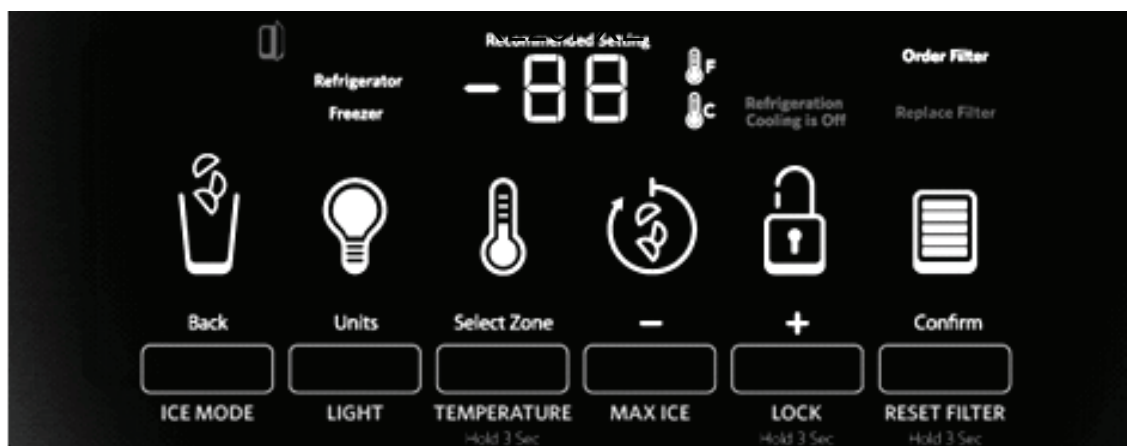 Recommended Setting
Order Filter
Refrigerator
-88
F
Freezer
C
Refrigeration
Cooling is Off
Replace Filter
Back
Units
Select Zone
-
+
Confirm
ICE MODE
LIGHT
TEMPERATURE
MAX ICE
LOCK
RESET FILTER
Hold 3 Sec
Hold 3 Sec
Hold 3 Sec